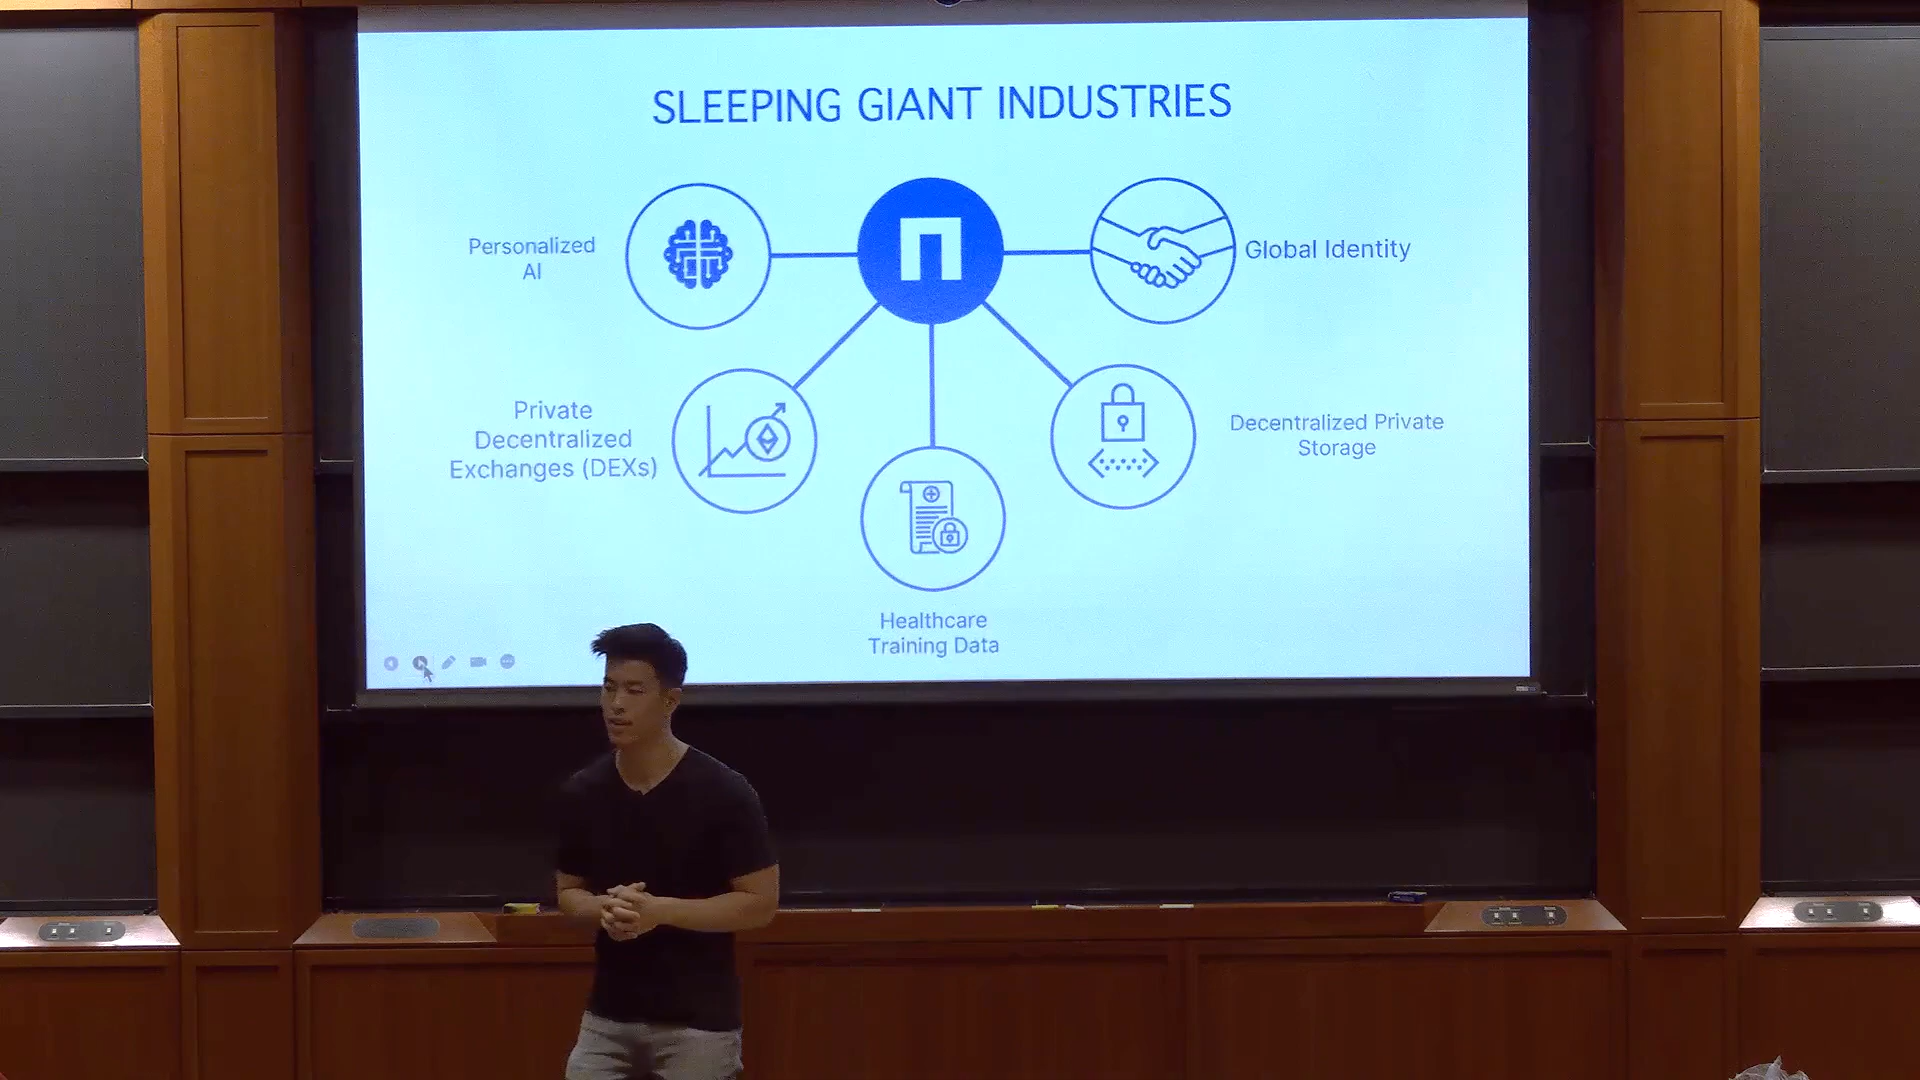 SLEEPING GIANT INDUSTRIES
Personalized
AI
Global Identity
Private
Decentralized
Exchanges (DEXs)
Decentralized Private
Storage
Healthcare
Training Data